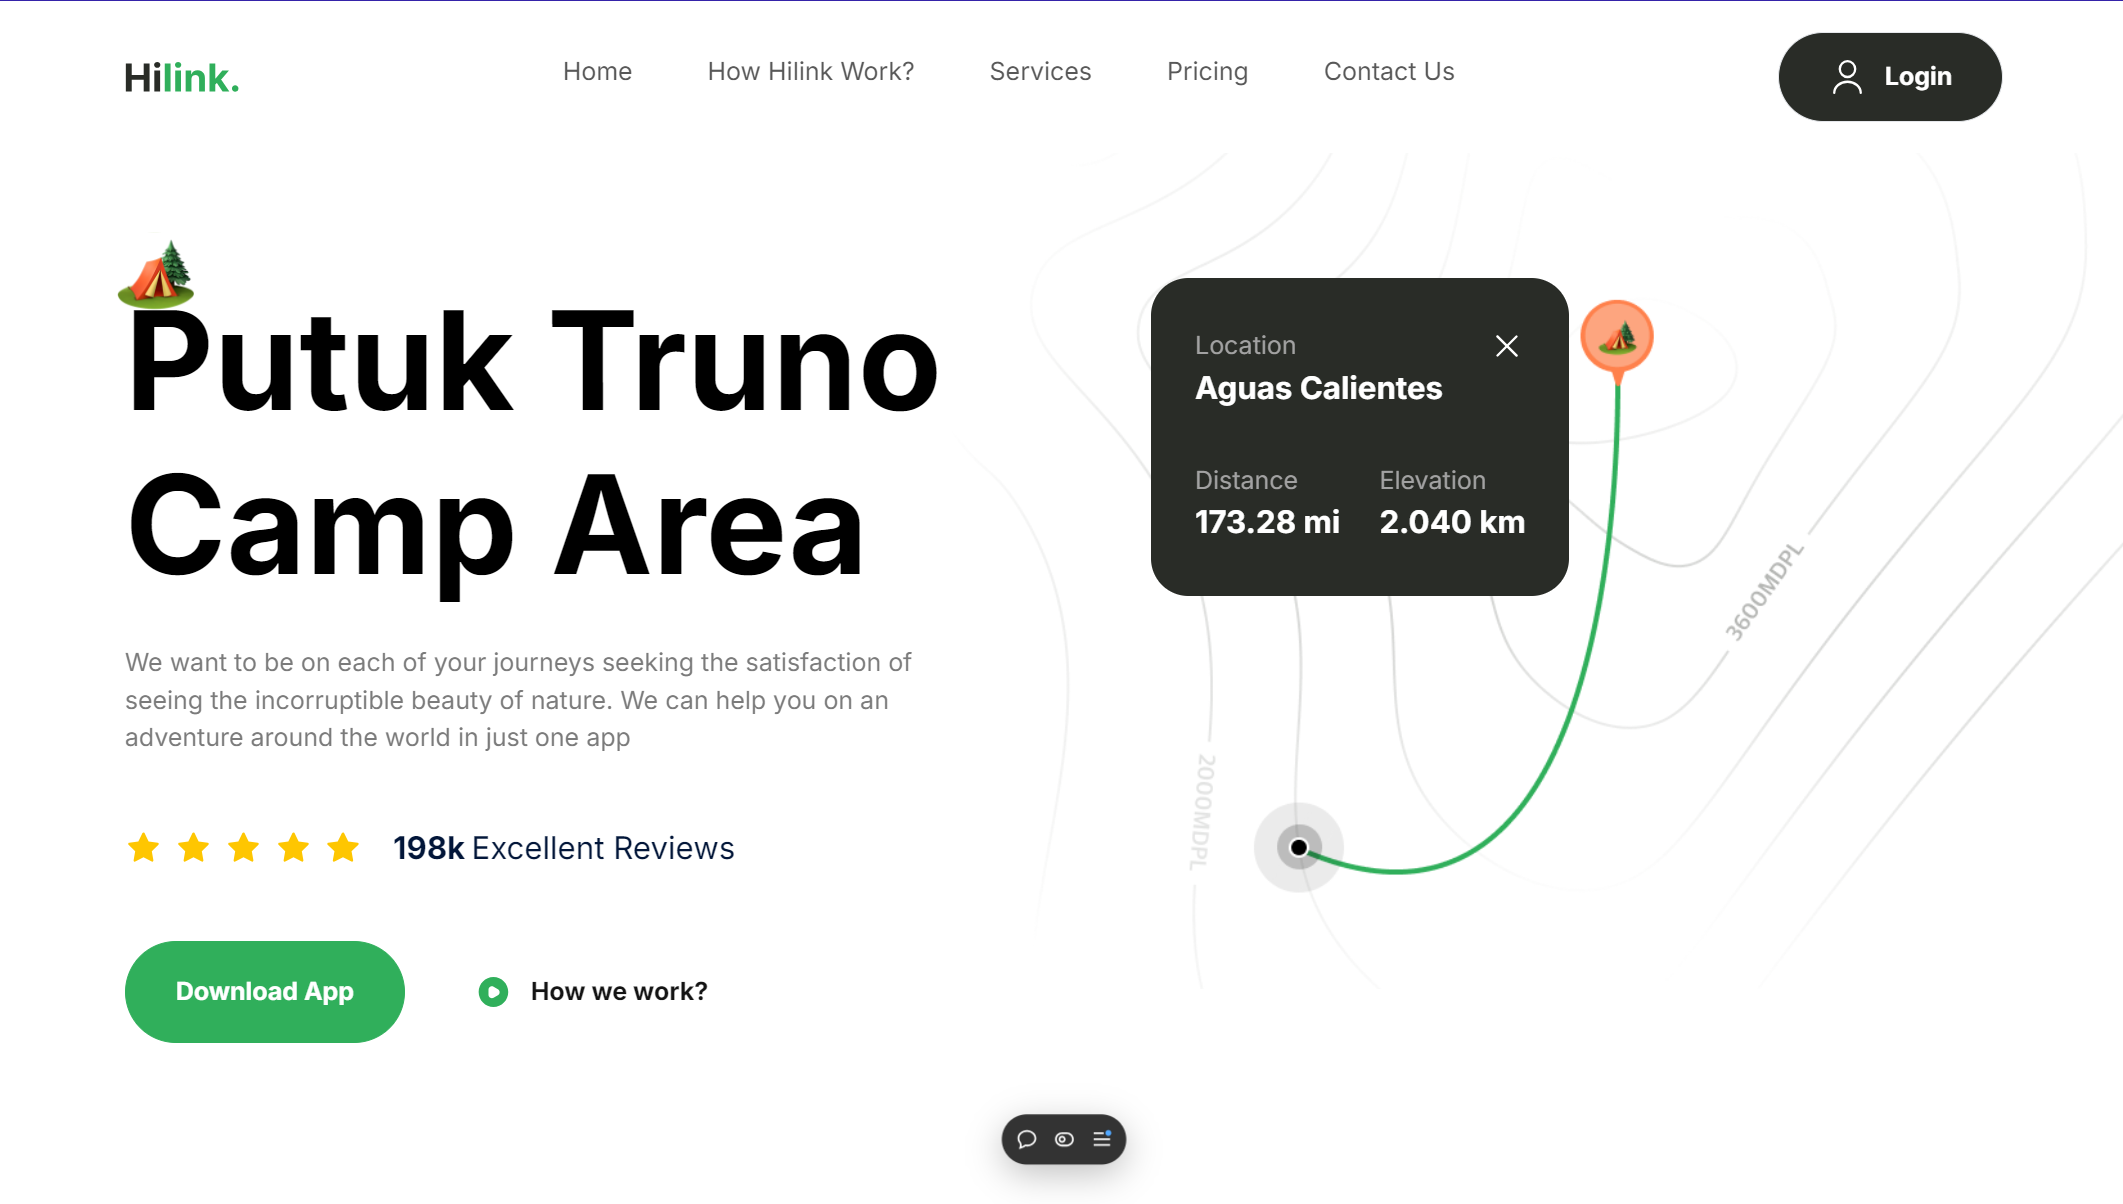 Hilink.
Home
How Hilink Work?
Services
Pricing
Contact Us
Login
Putuk Truno
Camp Area
We want to be on each of your journeys seeking the satisfaction of
seeing the incorruptible beauty of nature. We can help you on an
adventure around the world in just one app
198k Excellent Reviews
Download App
How we work?
Location
Aguas Calientes
Distance
Elevation
173.28 mi
2.040 km
3600MDPL
2000MDPL